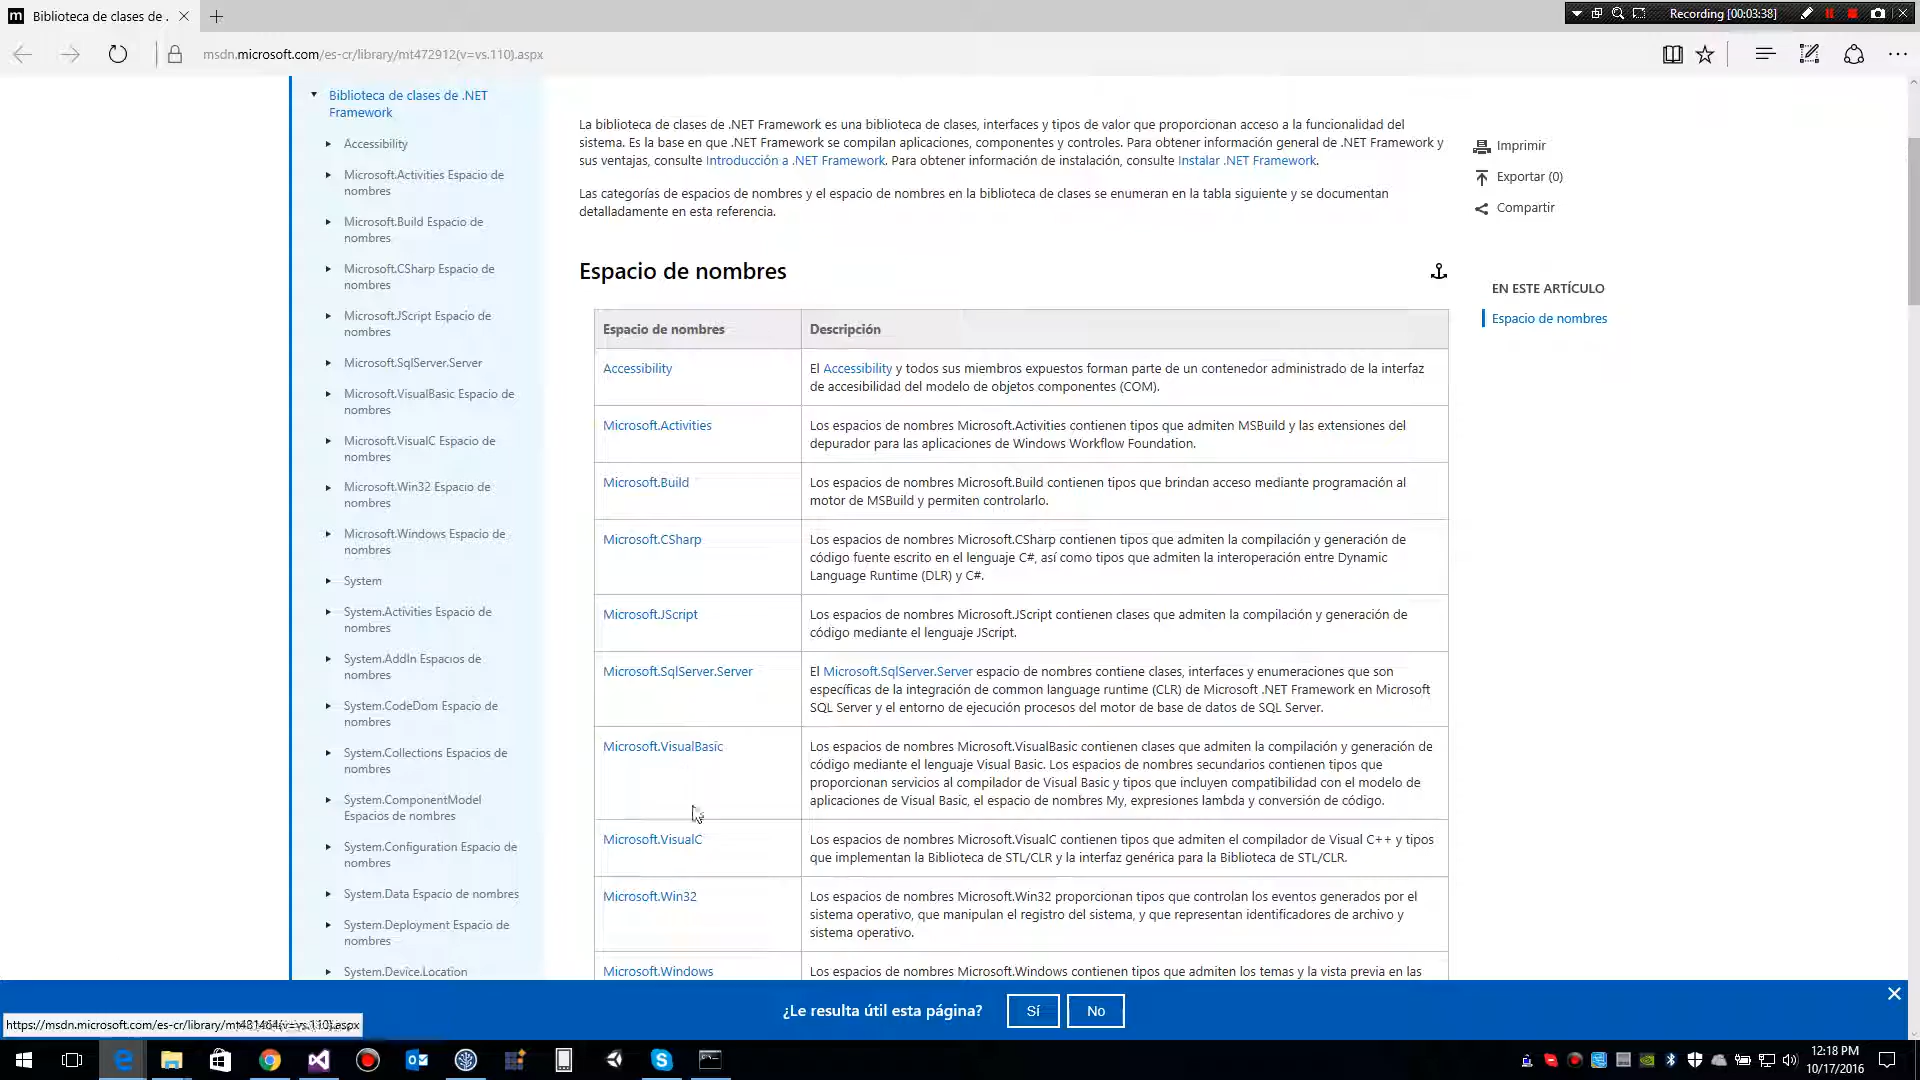 Biblioteca de clases de .
Recording [00:03:38]
msdn.microsoft.com/es-cr/library/mt472912(v=vs.110).aspx
Biblioteca de clases de .NET
Framework
Accessibility
Microsoft.Activities Espacio de
nombres
Microsoft.Build Espacio de
nombres
Microsoft.CSharp Espacio de
nombres
Microsoft.JScript Espacio de
nombres
Microsoft.SqlServer.Server
Microsoft.VisualBasic Espacio de
nombres
Microsoft.VisualC Espacio de
nombres
Microsoft.Win32 Espacio de
nombres
Microsoft.Windows Espacio de
nombres
System
System.Activities Espacio de
nombres
System.AddIn Espacios de
nombres
System.CodeDom Espacio de
nombres
System.Collections Espacios de
nombres
System.ComponentModel
Espacios de nombres
System.Configuration Espacio de
nombres
System.Data Espacio de nombres
System.Deployment Espacio de
nombres
System.Device.Location
La biblioteca de clases de .NET Framework es una biblioteca de clases, interfaces y tipos de valor que proporcionan acceso a la funcionalidad del
sistema. Es la base en que .NET Framework se compilan aplicaciones, componentes y controles. Para obtener información general de .NET Framework y
sus ventajas, consulte Introducción a .NET Framework. Para obtener información de instalación, consulte Instalar .NET Framework.
Las categorías de espacios de nombres y el espacio de nombres en la biblioteca de clases se enumeran en la tabla siguiente y se documentan
detalladamente en esta referencia.
Espacio de nombres
Espacio de nombres Descripción
Accessibility El Accessibility y todos sus miembros expuestos forman parte de un contenedor administrado de la interfaz
de accesibilidad del modelo de objetos componentes (COM).
Microsoft.Activities Los espacios de nombres Microsoft.Activities contienen tipos que admiten MSBuild y las extensiones del
depurador para las aplicaciones de Windows Workflow Foundation.
Microsoft.Build Los espacios de nombres Microsoft.Build contienen tipos que brindan acceso mediante programación al
motor de MSBuild y permiten controlarlo.
Microsoft.CSharp Los espacios de nombres Microsoft.CSharp contienen tipos que admiten la compilación y generación de
código fuente escrito en el lenguaje C#, así como tipos que admiten la interoperación entre Dynamic
Language Runtime (DLR) y C#.
Microsoft.JScript Los espacios de nombres Microsoft.JScript contienen clases que admiten la compilación y generación de
código mediante el lenguaje JScript.
Microsoft.SqlServer.Server El Microsoft.SqlServer.Server espacio de nombres contiene clases, interfaces y enumeraciones que son
específicas de la integración de common language runtime (CLR) de Microsoft .NET Framework en Microsoft
SQL Server y el entorno de ejecución procesos del motor de base de datos de SQL Server.
Microsoft.VisualBasic Los espacios de nombres Microsoft.VisualBasic contienen clases que admiten la compilación y generación de
código mediante el lenguaje Visual Basic. Los espacios de nombres secundarios contienen tipos que
proporcionan servicios al compilador de Visual Basic y tipos que incluyen compatibilidad con el modelo de
aplicaciones de Visual Basic, el espacio de nombres My, expresiones lambda y conversión de código.
Microsoft.VisualC Los espacios de nombres Microsoft.VisualC contienen tipos que admiten el compilador de Visual C++ y tipos
que implementan la Biblioteca de STL/CLR y la interfaz genérica para la Biblioteca de STL/CLR.
Microsoft.Win32 Los espacios de nombres Microsoft.Win32 proporcionan tipos que controlan los eventos generados por el
sistema operativo, que manipulan el registro del sistema, y que representan identificadores de archivo y
sistema operativo.
Microsoft.Windows Los espacios de nombres Microsoft.Windows contienen tipos que admiten los temas y la vista previa en las
Imprimir
Exportar (0)
Compartir
EN ESTE ARTÍCULO
Espacio de nombres
¿Le resulta útil esta página? Sí No
12:18 PM
10/17/2016